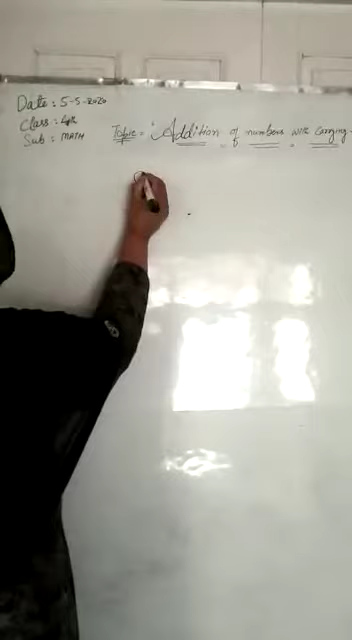 Date : 5-5-2020
Class : 4th
Sub : MATH
Topic = "Addition of numbers with carrying